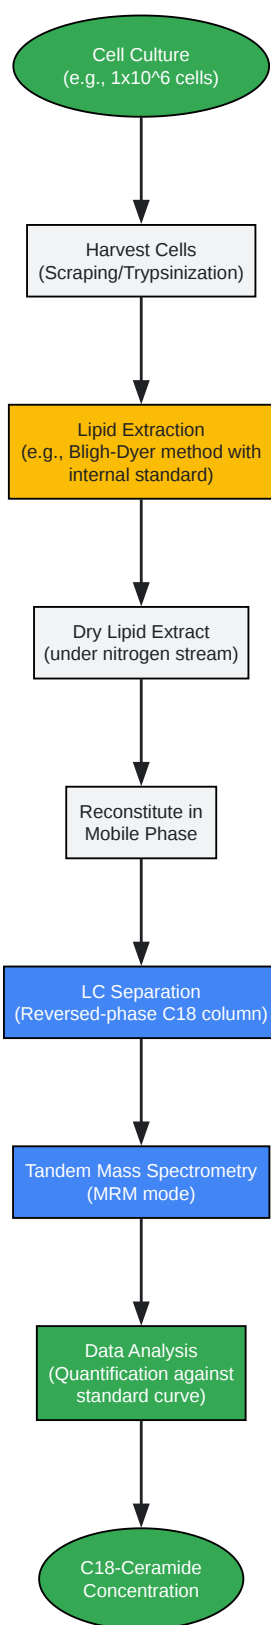 Cell Culture
(e.g., 1x10^6 cells)
Harvest Cells
(Scraping/Trypsinization)
Lipid Extraction
(e.g., Bligh-Dyer method with
internal standard)
Dry Lipid Extract
(under nitrogen stream)
Reconstitute in
Mobile Phase
LC Separation
(Reversed-phase C18 column)
Tandem Mass Spectrometry
(MRM mode)
Data Analysis
(Quantification against
standard curve)
C18-Ceramide
Concentration